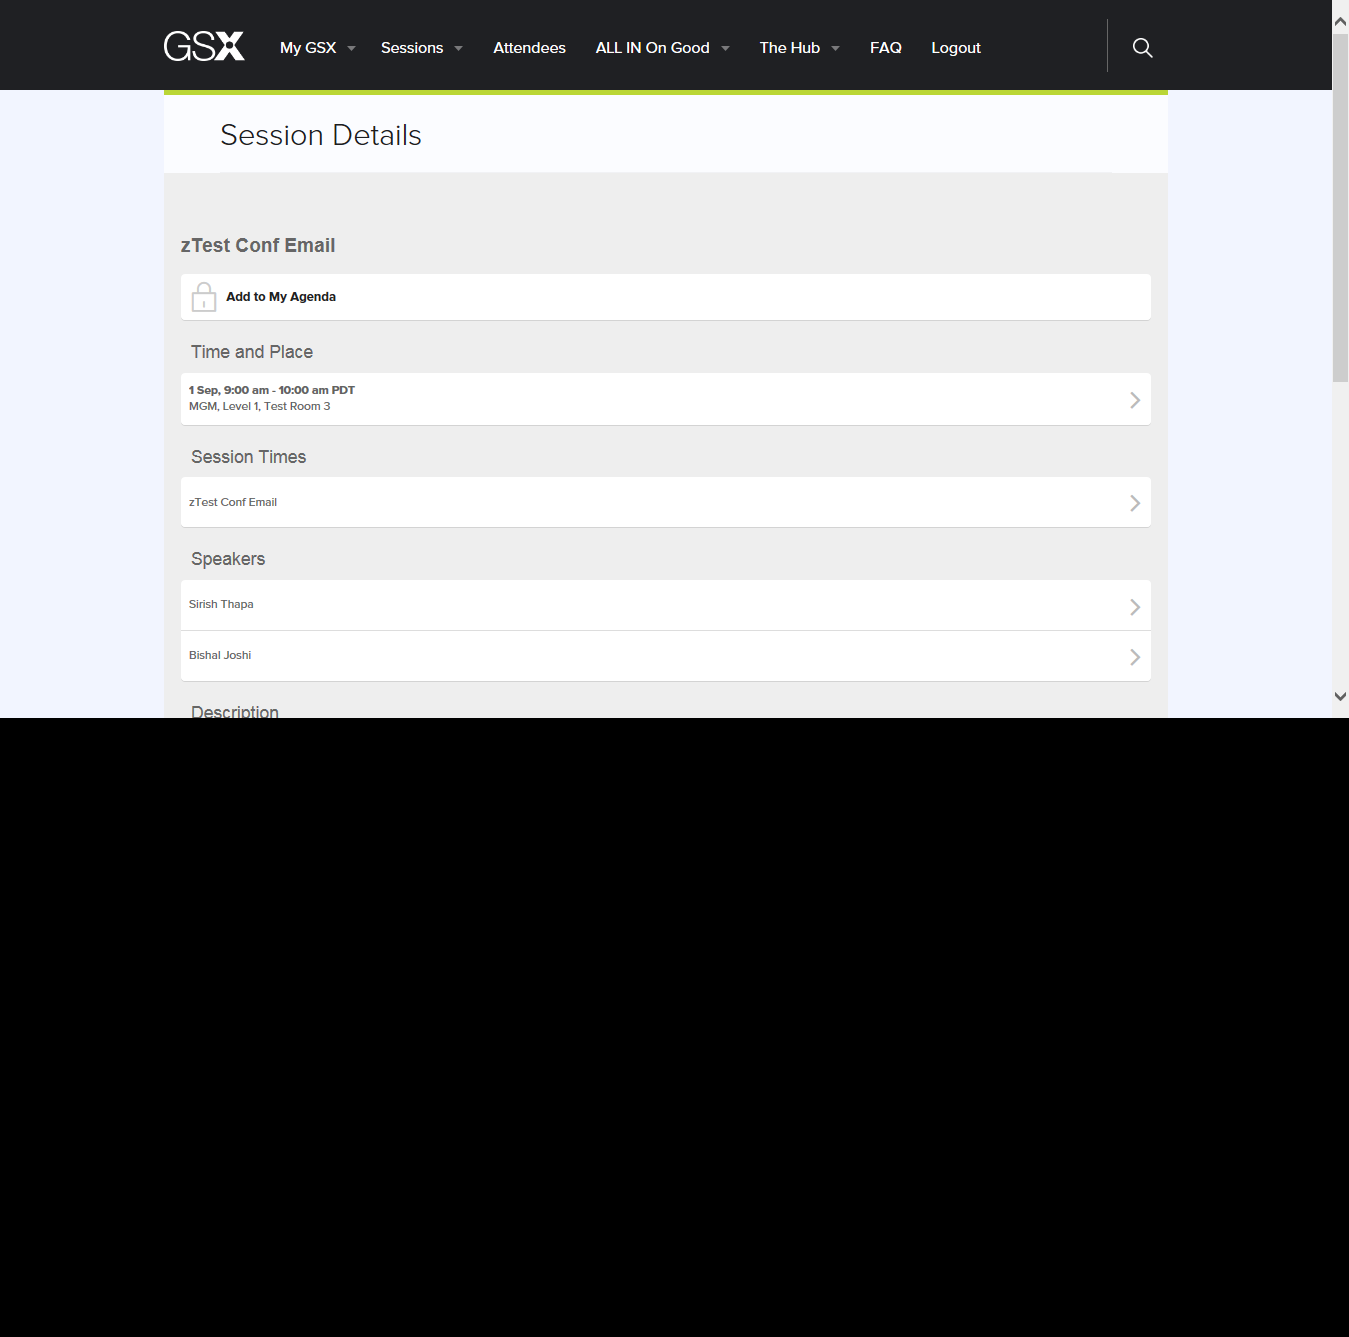 GSX My GSX Sessions Attendees ALL IN On Good The Hub FAQ Logout
Session Details
zTest Conf Email
Add to My Agenda
Time and Place
1 Sep, 9:00 am - 10:00 am PDT
MGM, Level 1, Test Room 3
Session Times
zTest Conf Email
Speakers
Sirish Thapa
Bishal Joshi
Description